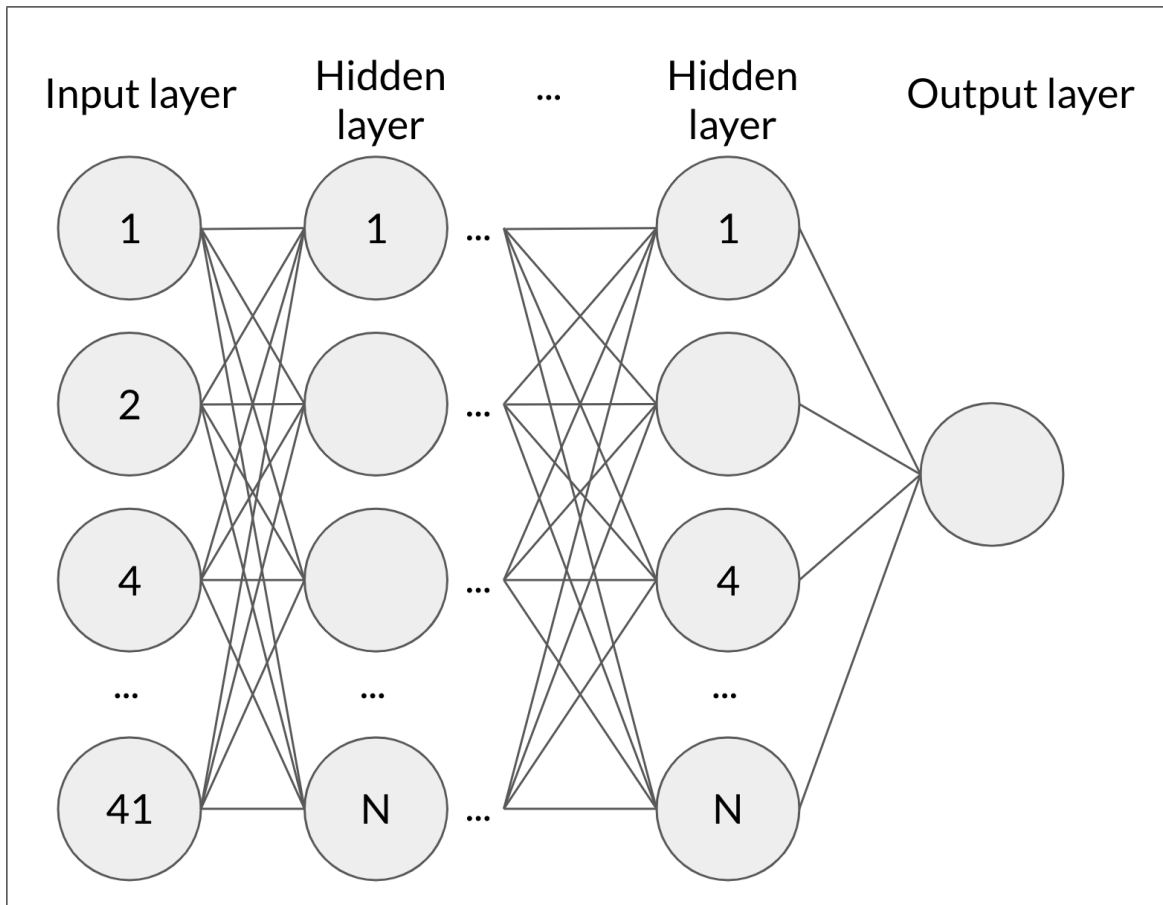 Input layer
Hidden
layer
...
Hidden
layer
Output layer
1
1
...
1
2
...
4
...
4
...
...
...
41
N
...
N